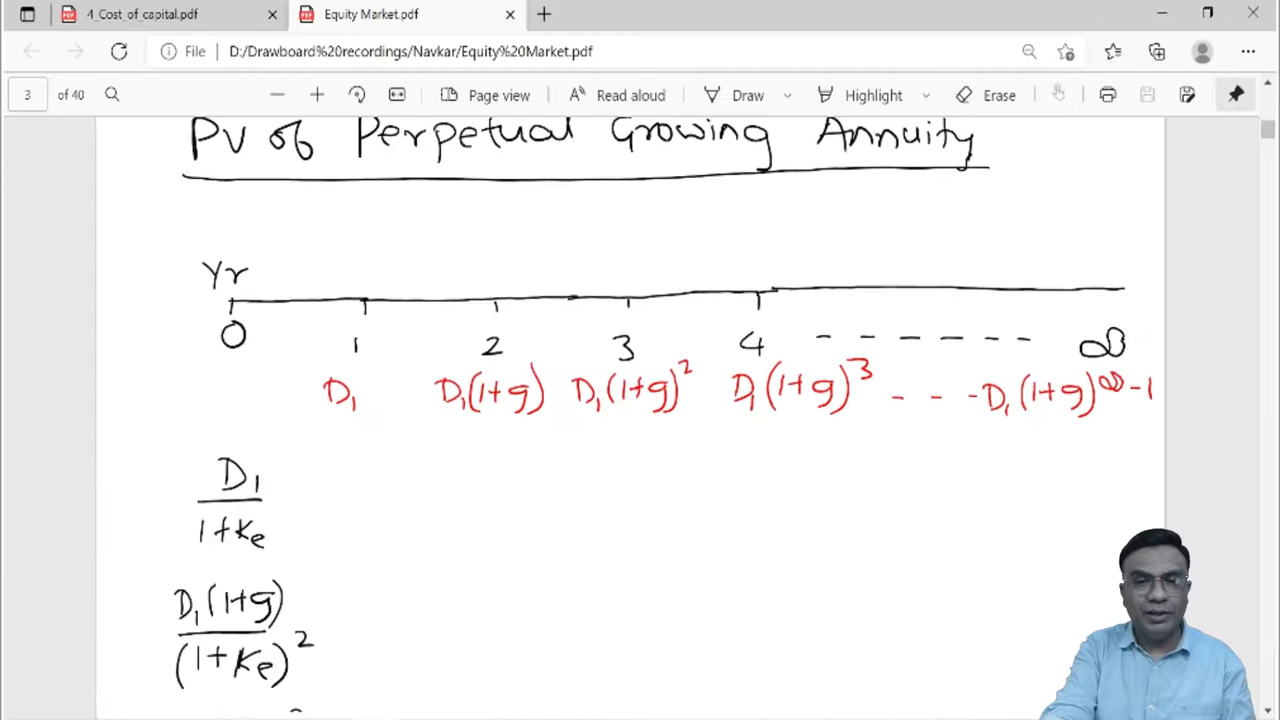 4_Cost_of_capital.pdf Equity Market.pdf
File D:/Drawboard%20recordings/Navkar/Equity%20Market.pdf
3 of 40 Page view Read aloud Draw Highlight Erase
PV of Perpetual Growing Annuity
Yr
0 1 2 3 4 - - - - - - ∞
D₁ D₁(1+g) D₁(1+g)² D₁(1+g)³ - - - D₁(1+g)^∞-1
D₁
1+Ke
D₁(1+g)
(1+Ke)²